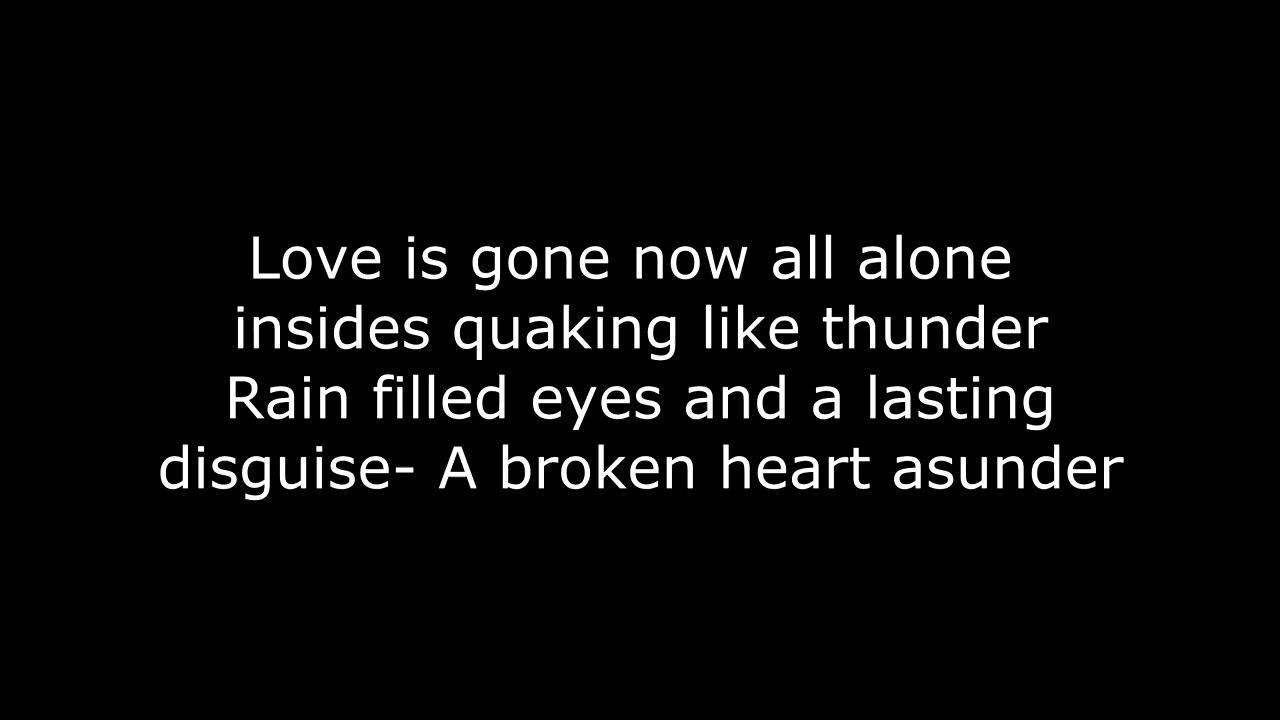 Love is gone now all alone
insides quaking like thunder
Rain filled eyes and a lasting
disguise- A broken heart asunder